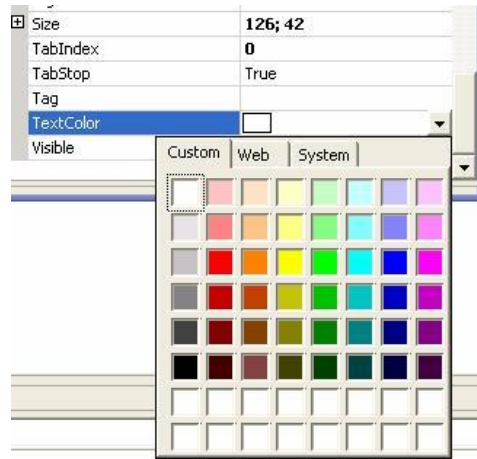 Size 126; 42
TabIndex 0
TabStop True
Tag
TextColor
Visible
Custom Web System